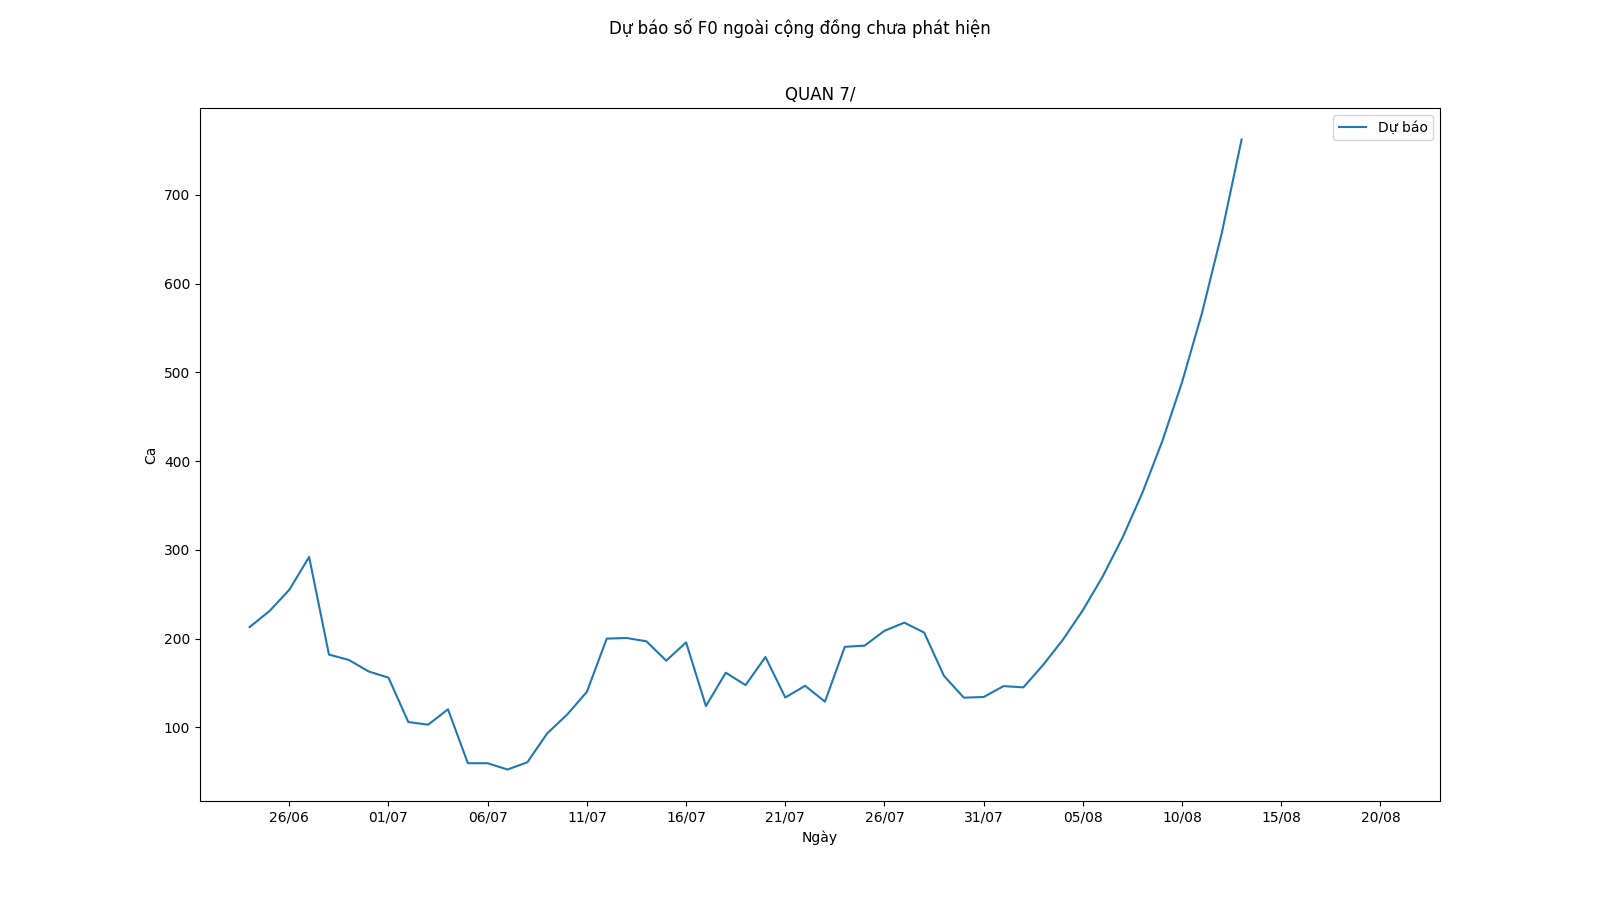 Dự báo số F0 ngoài cộng đồng chưa phát hiện
QUAN 7/
Dự báo
700
600
500
400
300
200
100
Ca
26/06 01/07 06/07 11/07 16/07 21/07 26/07 31/07 05/08 10/08 15/08 20/08
Ngày